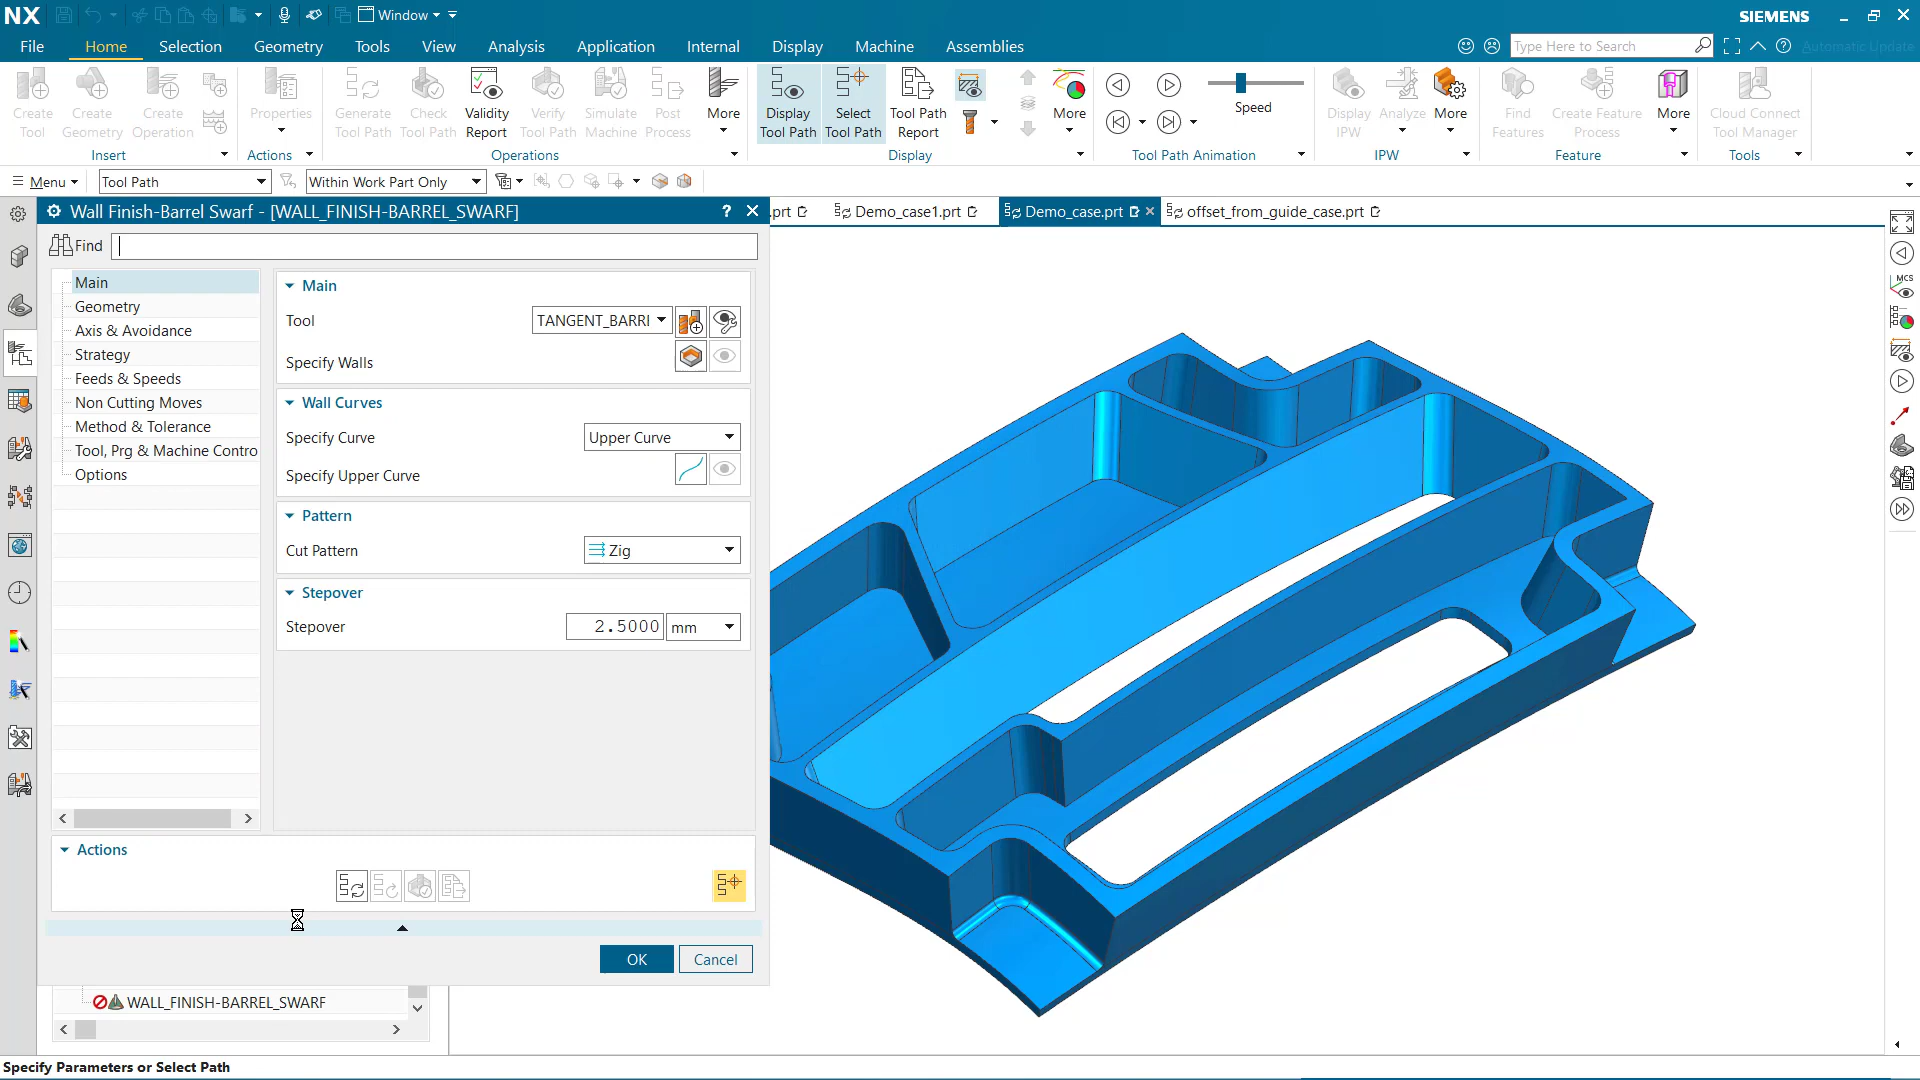 NX
Window
SIEMENS
File Home Selection Geometry Tools View Analysis Application Internal Display Machine Assemblies
Type Here to Search
Automatic Update
Create Tool
Create Geometry
Create Operation
Insert
Properties
Actions
Generate Tool Path
Check Tool Path
Validity Report
Verify Tool Path
Simulate Machine
Post Process
More
Operations
Display Tool Path
Select Tool Path
Tool Path Report
More
Display
Speed
Tool Path Animation
Display IPW
Analyze
More
IPW
Find Features
Create Feature Process
More
Feature
Cloud Connect Tool Manager
Tools
Menu
Tool Path
Within Work Part Only
Wall Finish-Barrel Swarf - [WALL_FINISH-BARREL_SWARF]
?
.prt
Demo_case1.prt
Demo_case.prt
offset_from_guide_case.prt
Find
Main
Geometry
Axis & Avoidance
Strategy
Feeds & Speeds
Non Cutting Moves
Method & Tolerance
Tool, Prg & Machine Contro
Options
Main
Tool
TANGENT_BARRI
Specify Walls
Wall Curves
Specify Curve
Upper Curve
Specify Upper Curve
Pattern
Cut Pattern
Zig
Stepover
Stepover
2.5000
mm
Actions
OK
Cancel
WALL_FINISH-BARREL_SWARF
MCS
Specify Parameters or Select Path